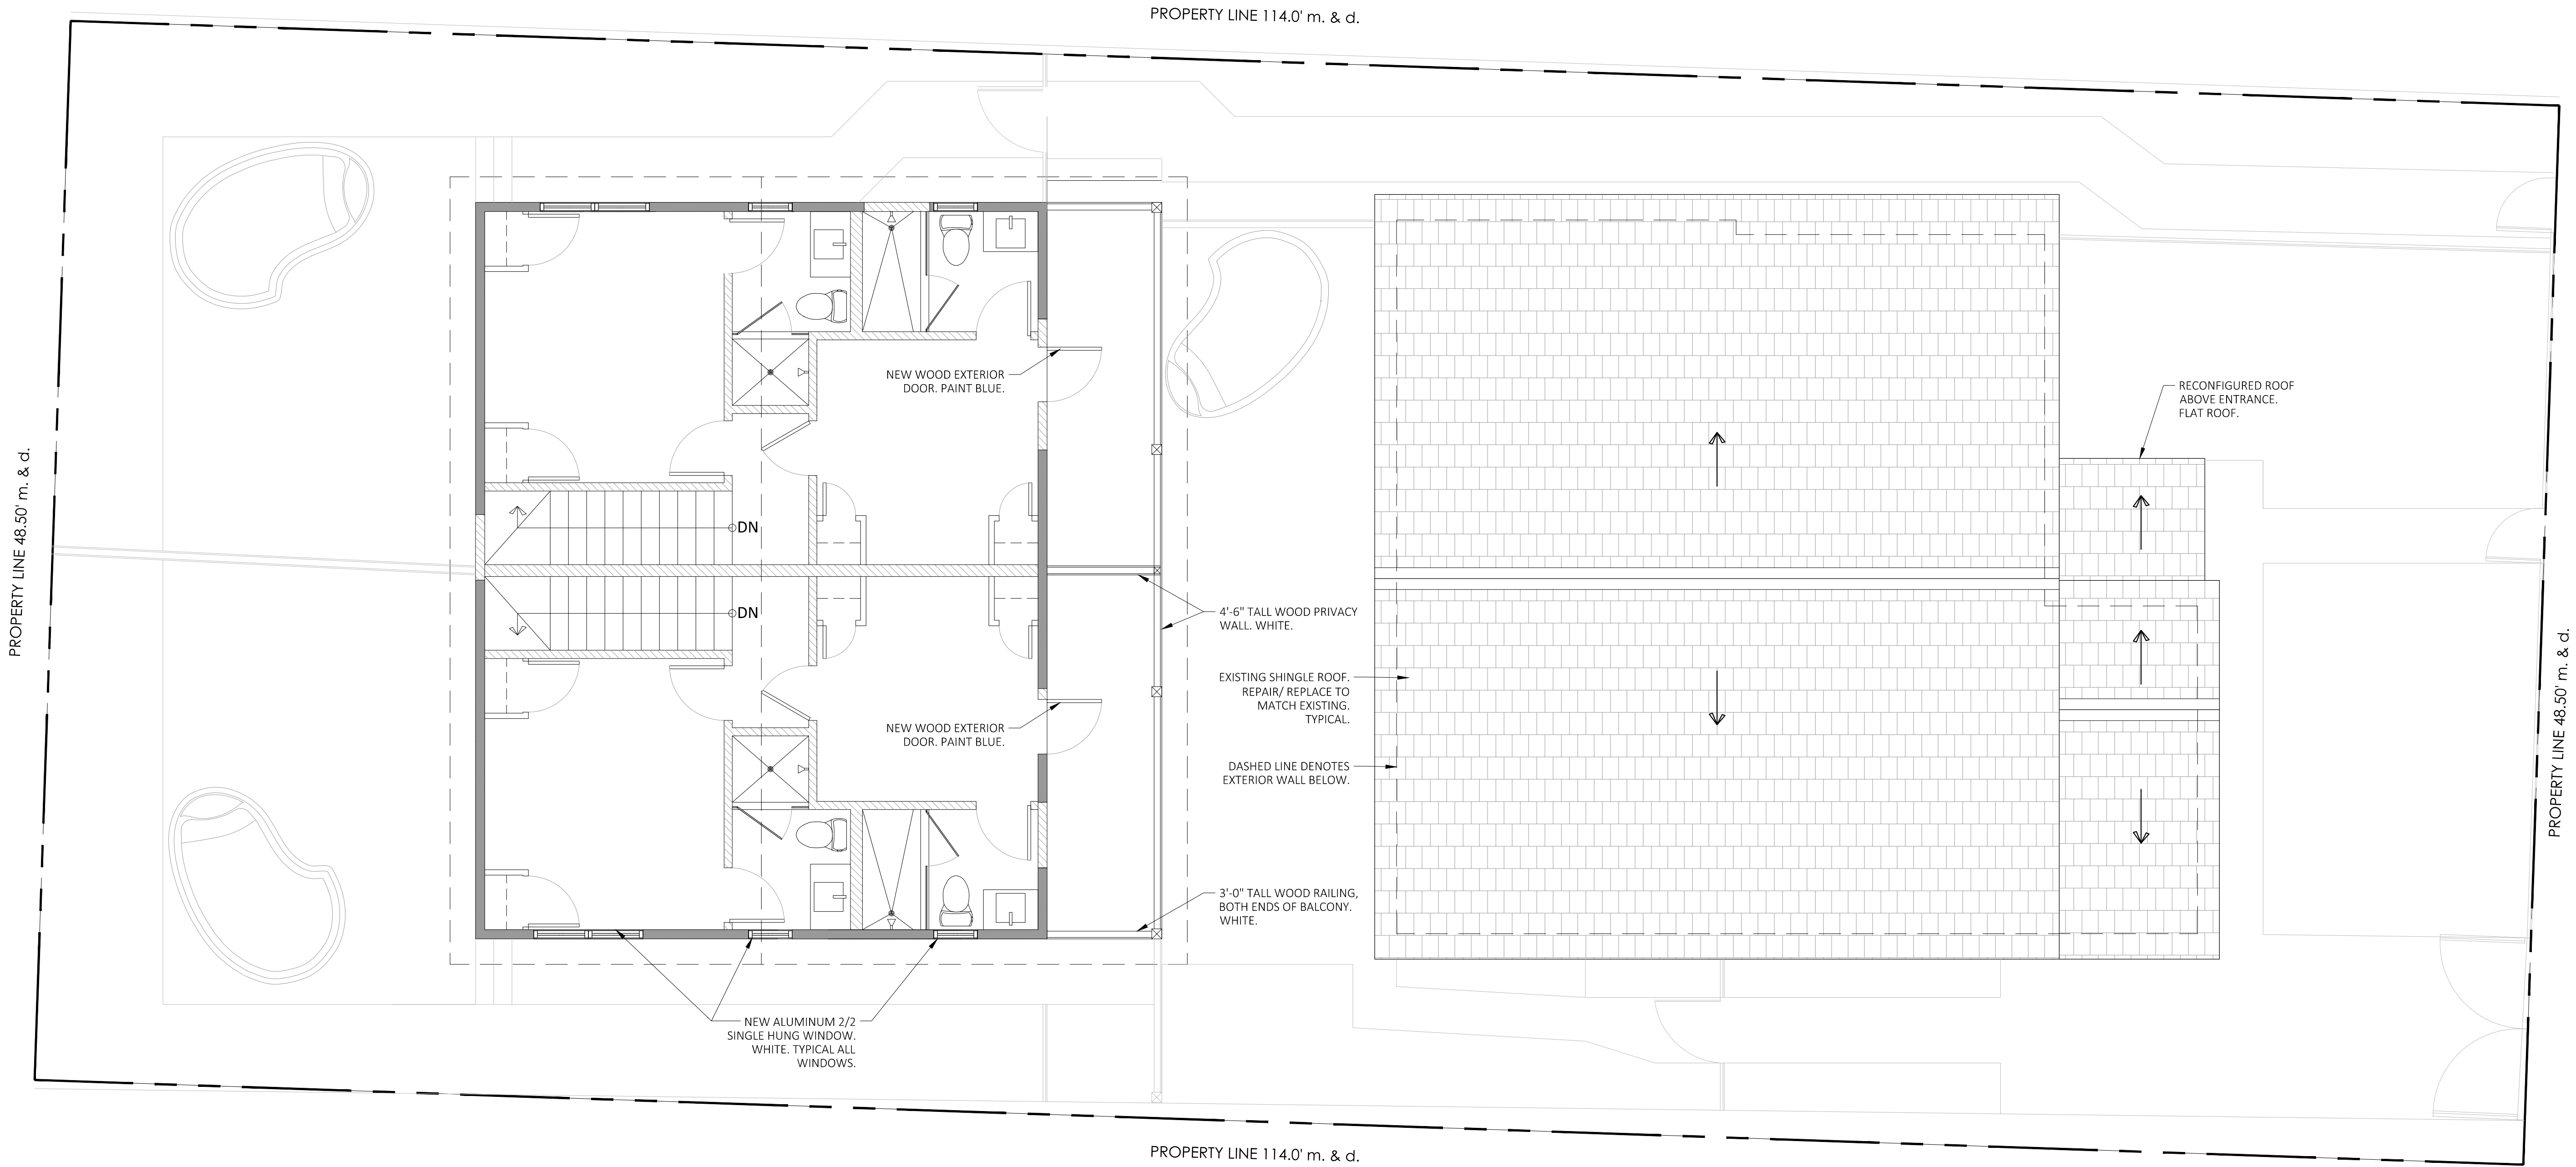 PROPERTY LINE 114.0' m. & d.
NEW WOOD EXTERIOR
DOOR. PAINT BLUE.
RECONFIGURED ROOF
ABOVE ENTRANCE.
FLAT ROOF.
PROPERTY LINE 48.50' m. & d.
DN
DN
4'-6" TALL WOOD PRIVACY
WALL. WHITE.
EXISTING SHINGLE ROOF.
REPAIR/ REPLACE TO
MATCH EXISTING.
TYPICAL.
NEW WOOD EXTERIOR
DOOR. PAINT BLUE.
DASHED LINE DENOTES
EXTERIOR WALL BELOW.
PROPERTY LINE 48.50' m. & d.
3'-0" TALL WOOD RAILING,
BOTH ENDS OF BALCONY.
WHITE.
NEW ALUMINUM 2/2
SINGLE HUNG WINDOW.
WHITE. TYPICAL ALL
WINDOWS.
PROPERTY LINE 114.0' m. & d.